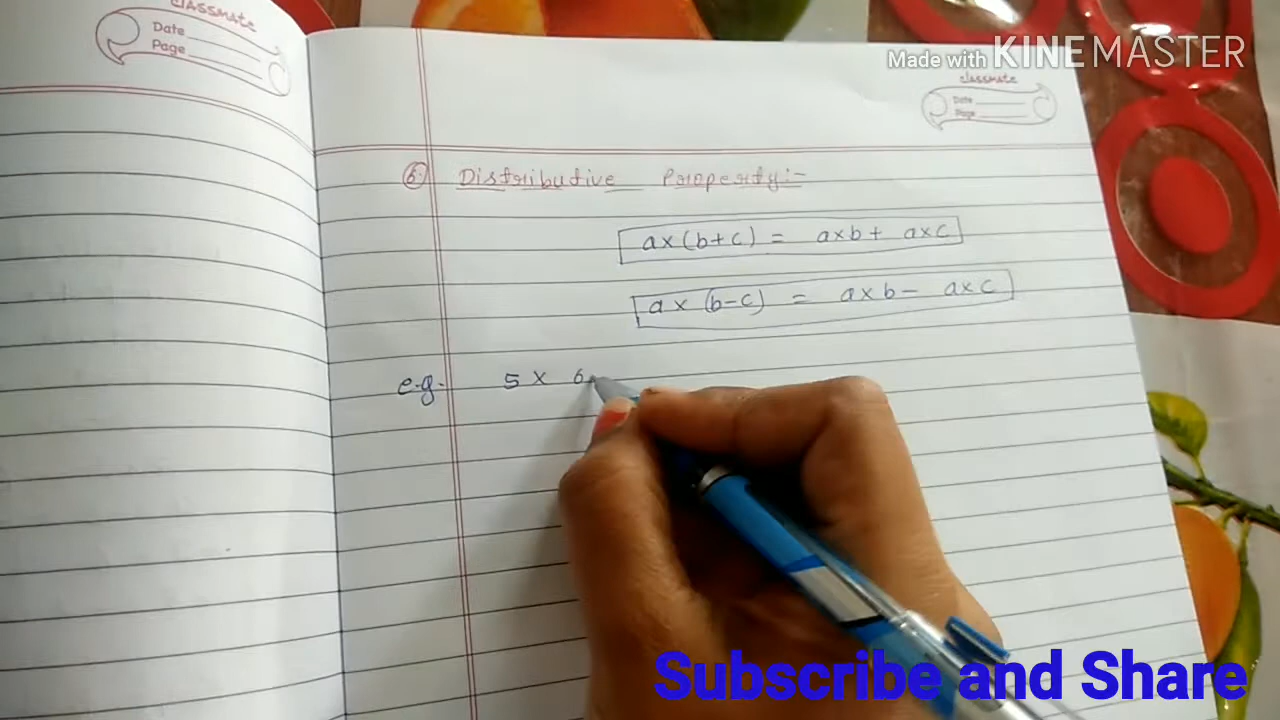 classmate
Date
Page
Made with KINEMASTER
classmate
Date
Page
6. Distributive Property:-
a×(b+c) = a×b+ a×c
a × (b-c) = a×b- a×c
e.g. 5 × 6
Subscribe and Share